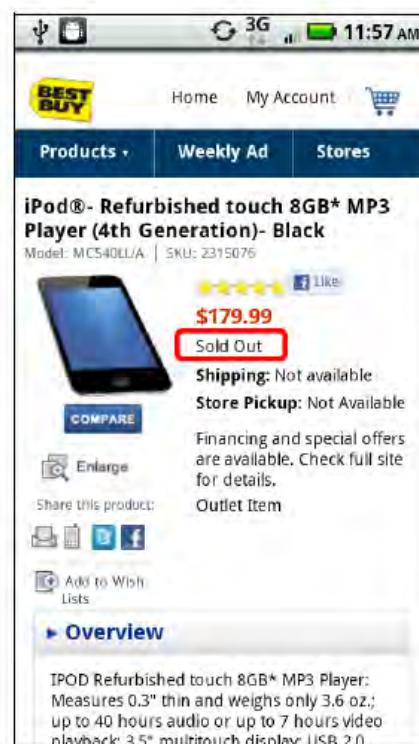 3G
11:57 AM
BEST BUY
Home My Account
Products Weekly Ad Stores
iPod®- Refurbished touch 8GB* MP3
Player (4th Generation)- Black
Model: MC540LL/A | SKU: 2315076
Like
$179.99
Sold Out
Shipping: Not available
Store Pickup: Not Available
COMPARE
Financing and special offers
are available. Check full site
for details.
Enlarge
Share this product:
Outlet Item
Add to Wish
Lists
Overview
IPOD Refurbished touch 8GB* MP3 Player:
Measures 0.3" thin and weighs only 3.6 oz.;
up to 40 hours audio or up to 7 hours video
playback; 3.5" multitouch display; USB 2.0